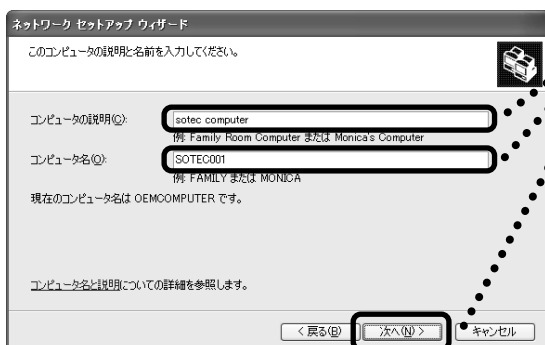 ネットワーク セットアップ ウィザード
このコンピュータの説明と名前を入力してください。
コンピュータの説明(C):
sotec computer
例: Family Room Computer または Monica's Computer
コンピュータ名(O):
SOTEC001
例: FAMILY または MONICA
現在のコンピュータ名は OEMCOMPUTER です。
コンピュータ名と説明についての詳細を参照します。
< 戻る(B) 次へ(N) > キャンセル